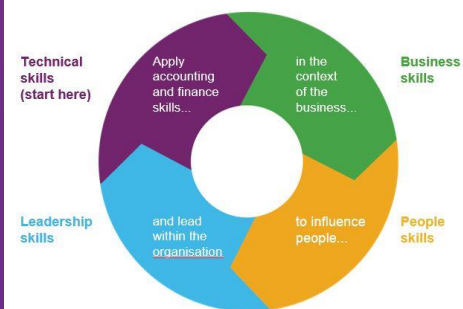 Technical
skills
(start here)
Apply
accounting
and finance
skills...
in the
context
of the
business...
Business
skills
Leadership
skills
and lead
within the
organisation
to influence
people...
People
skills